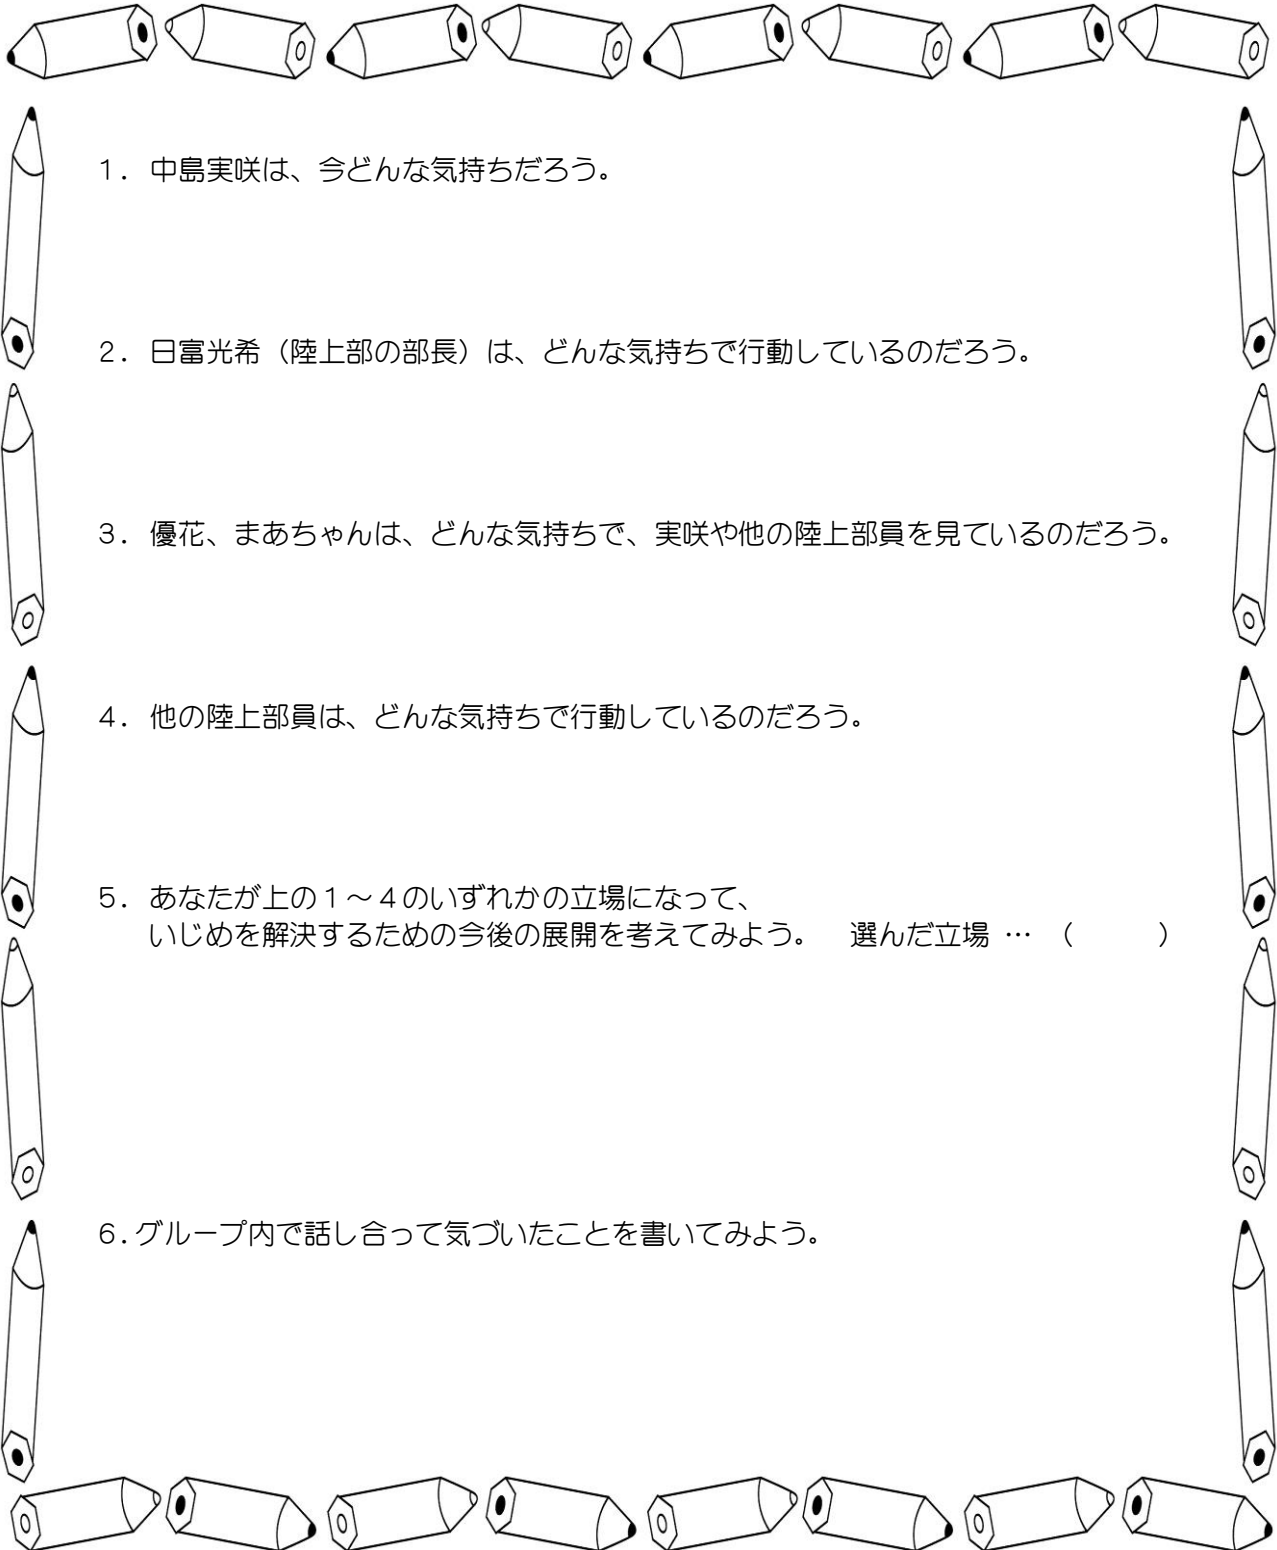 1．中島実咲は、今どんな気持ちだろう。
2．日富光希（陸上部の部長）は、どんな気持ちで行動しているのだろう。
3．優花、まあちゃんは、どんな気持ちで、実咲や他の陸上部員を見ているのだろう。
4．他の陸上部員は、どんな気持ちで行動しているのだろう。
5．あなたが上の1～4のいずれかの立場になって、
いじめを解決するための今後の展開を考えてみよう。　選んだ立場 …（　　　）
6.グループ内で話し合って気づいたことを書いてみよう。